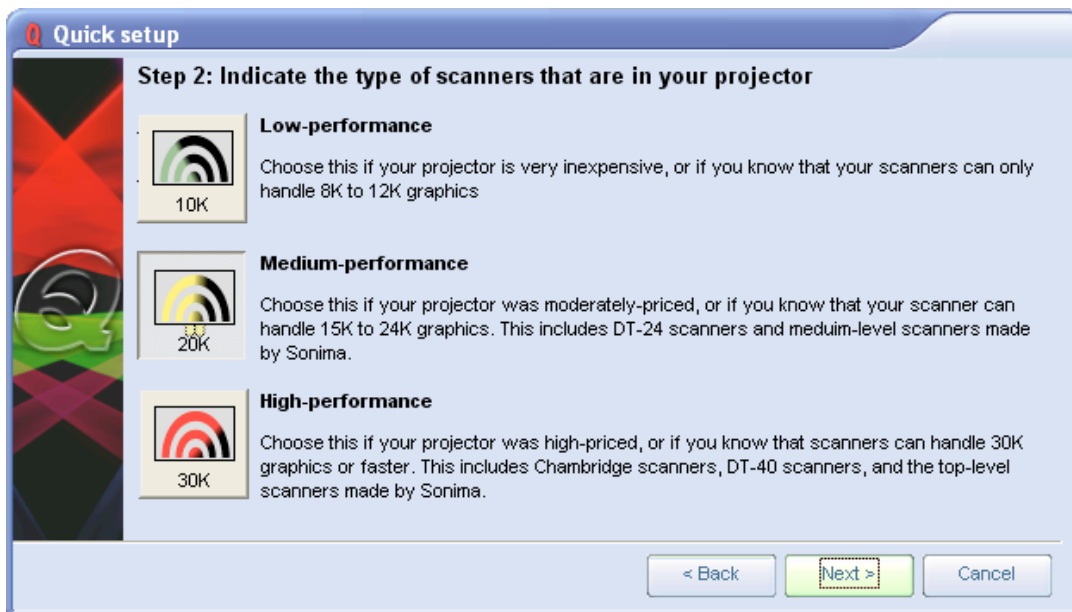 Quick setup
Step 2: Indicate the type of scanners that are in your projector
Low-performance
Choose this if your projector is very inexpensive, or if you know that your scanners can only
handle 8K to 12K graphics
10K
Medium-performance
Choose this if your projector was moderately-priced, or if you know that your scanner can
handle 15K to 24K graphics. This includes DT-24 scanners and meduim-level scanners made
by Sonima.
20K
High-performance
Choose this if your projector was high-priced, or if you know that scanners can handle 30K
graphics or faster. This includes Chambridge scanners, DT-40 scanners, and the top-level
scanners made by Sonima.
30K
< Back
Next >
Cancel